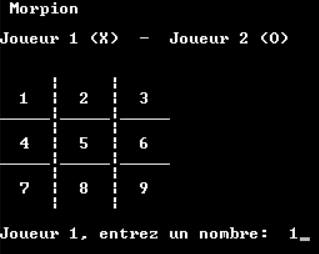 Morpion
Joueur 1 (X) - Joueur 2 (O)
1 2 3
4 5 6
7 8 9
Joueur 1, entrez un nombre: 1_